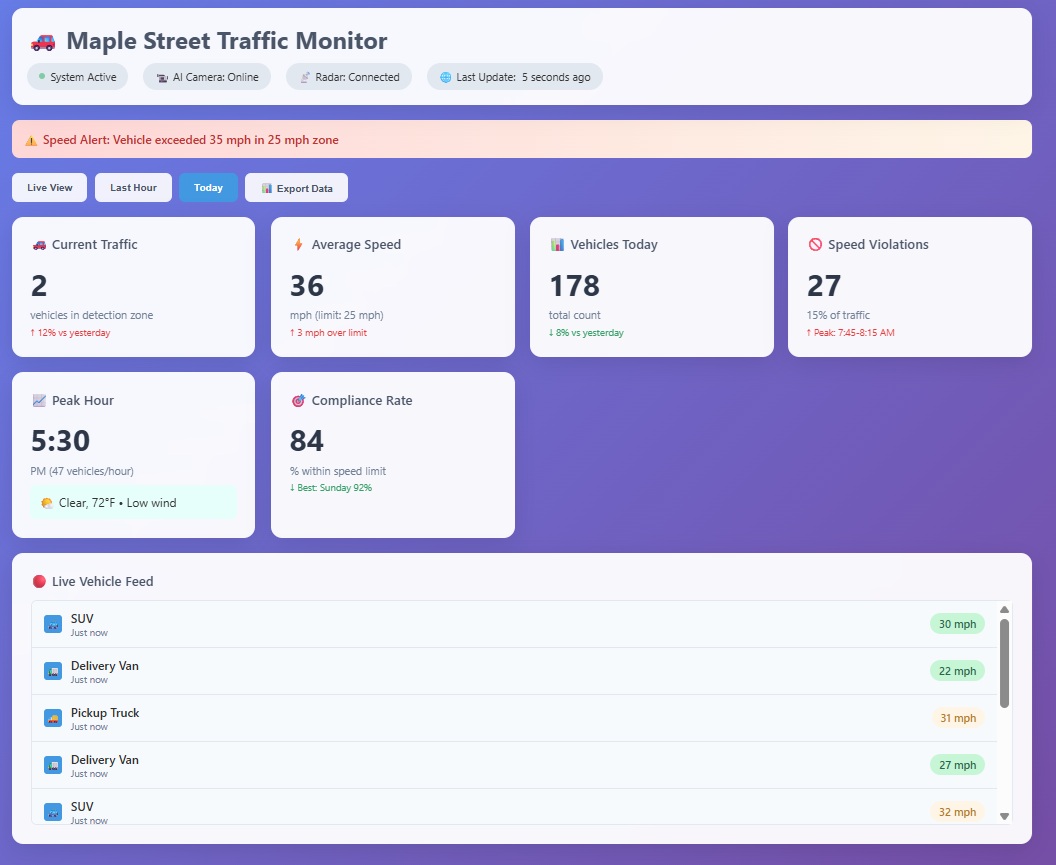 Maple Street Traffic Monitor
System Active
AI Camera: Online
Radar: Connected
Last Update: 5 seconds ago
Speed Alert: Vehicle exceeded 35 mph in 25 mph zone
Live View
Last Hour
Today
Export Data
Current Traffic
2
vehicles in detection zone
↑ 12% vs yesterday
Average Speed
36
mph (limit: 25 mph)
↑ 3 mph over limit
Vehicles Today
178
total count
↓ 8% vs yesterday
Speed Violations
27
15% of traffic
↑ Peak: 7:45-8:15 AM
Peak Hour
5:30
PM (47 vehicles/hour)
Clear, 72°F • Low wind
Compliance Rate
84
% within speed limit
↓ Best: Sunday 92%
Live Vehicle Feed
SUV
Just now
30 mph
Delivery Van
Just now
22 mph
Pickup Truck
Just now
31 mph
Delivery Van
Just now
27 mph
SUV
Just now
32 mph